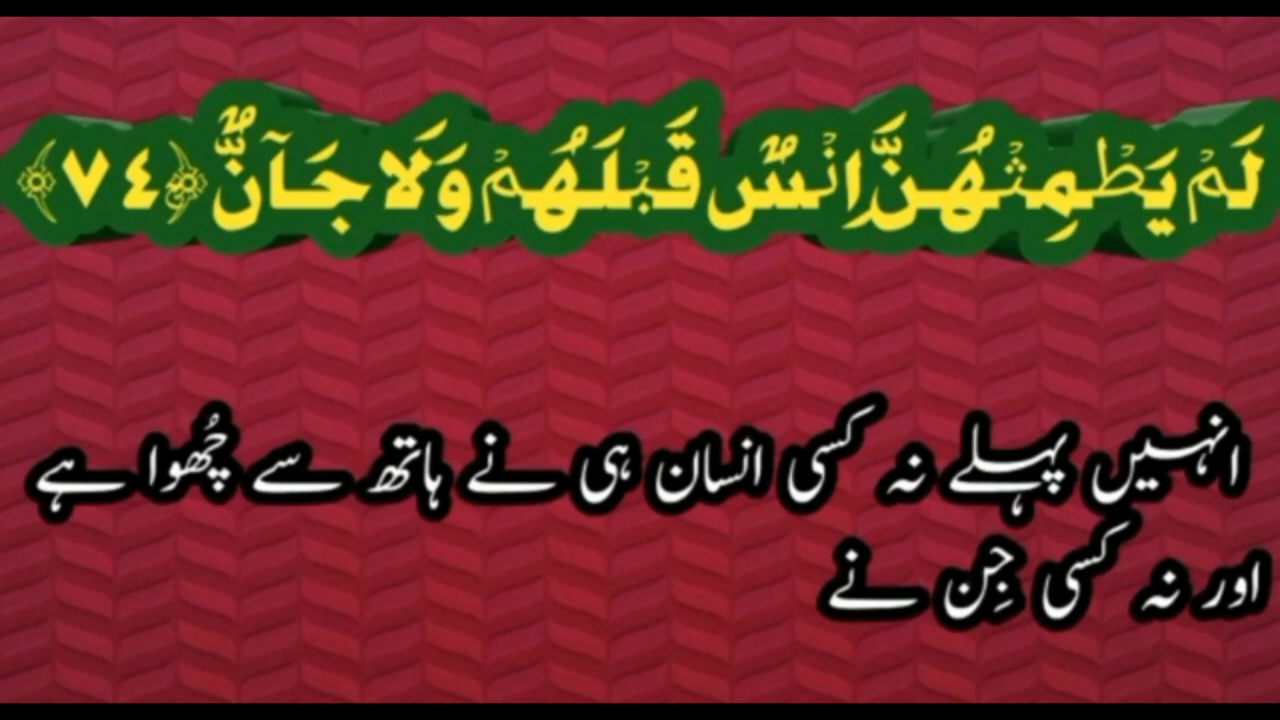 لَمْ يَطْمِثْهُنَّ اِنْسٌ قَبْلَهُمْ وَلَا جَآنٌّ ﴿٧٤﴾
انہیں پہلے نہ کسی انسان ہی نے ہاتھ سے چُھوا ہے
اور نہ کسی جِن نے